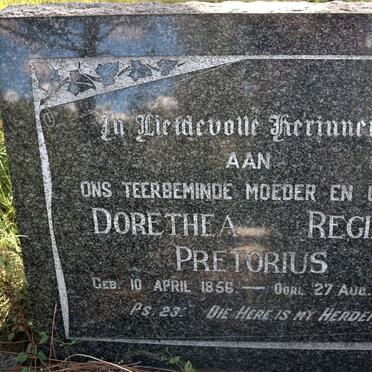 In Liefdevolle Herinner
AAN
ONS TEERBEMINDE MOEDER EN
DORETHEA REGI
PRETORIUS
GEB. 10 APRIL 1856 — OORL. 27 AUG.
PS. 23: DIE HERE IS MY HERDER